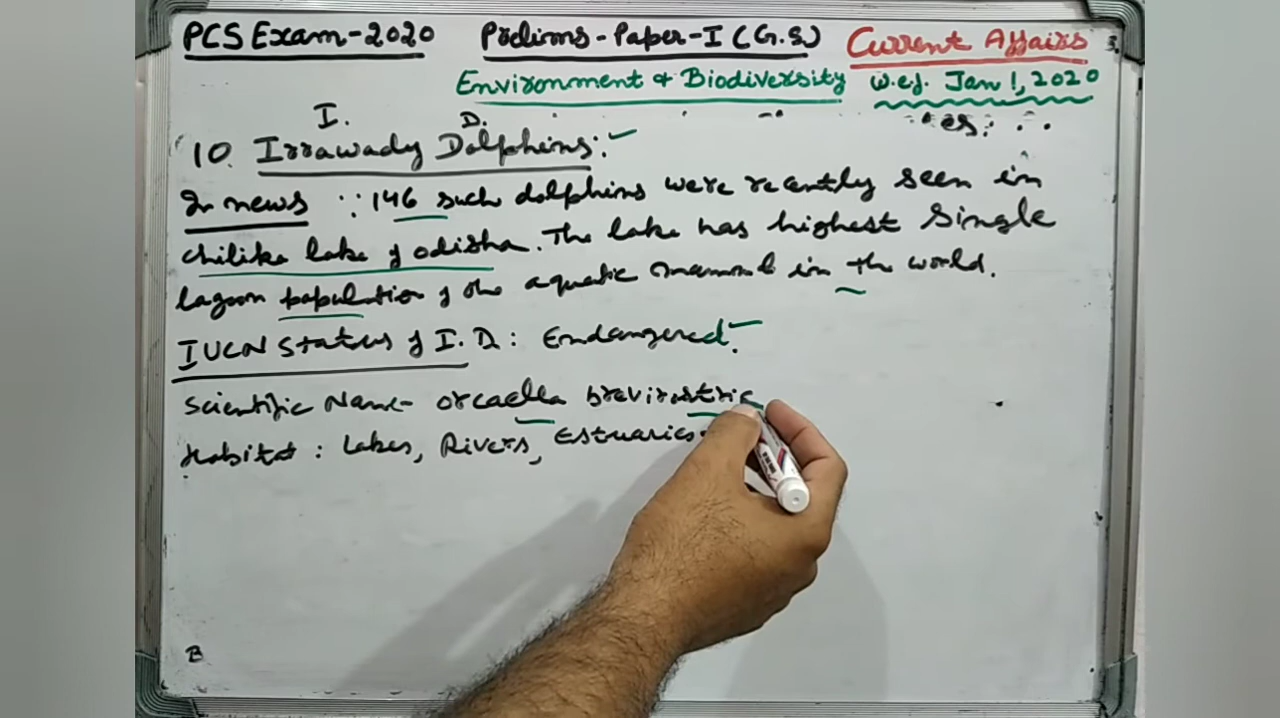 PCS Exam-2020 Prelims-Paper-I (G.S) Current Affairs
Environment & Biodiversity w.e.f. Jan 1, 2020
I. D.
10. Irrawady Dolphins:
In news ∵ 146 such dolphins were recently seen in
chilika lake of odisha. The lake has highest Single
lagoon population of the aquatic mammal in the world.
IUCN Status of I.D: Endangered.
Scientific Name- orcaella brevirostris
Habitat: Lakes, Rivers, Estuaries.
B